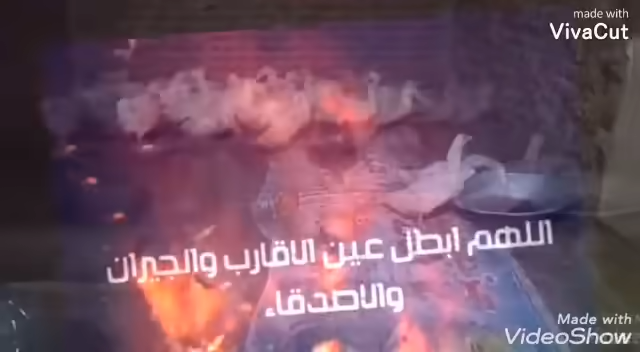 made with
VivaCut
اللهم ابطل عين الاقارب والجيران
والاصدقاء
Made with
VideoShow